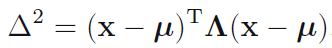 Δ² = (x − μ)ᵀΛ(x − μ)